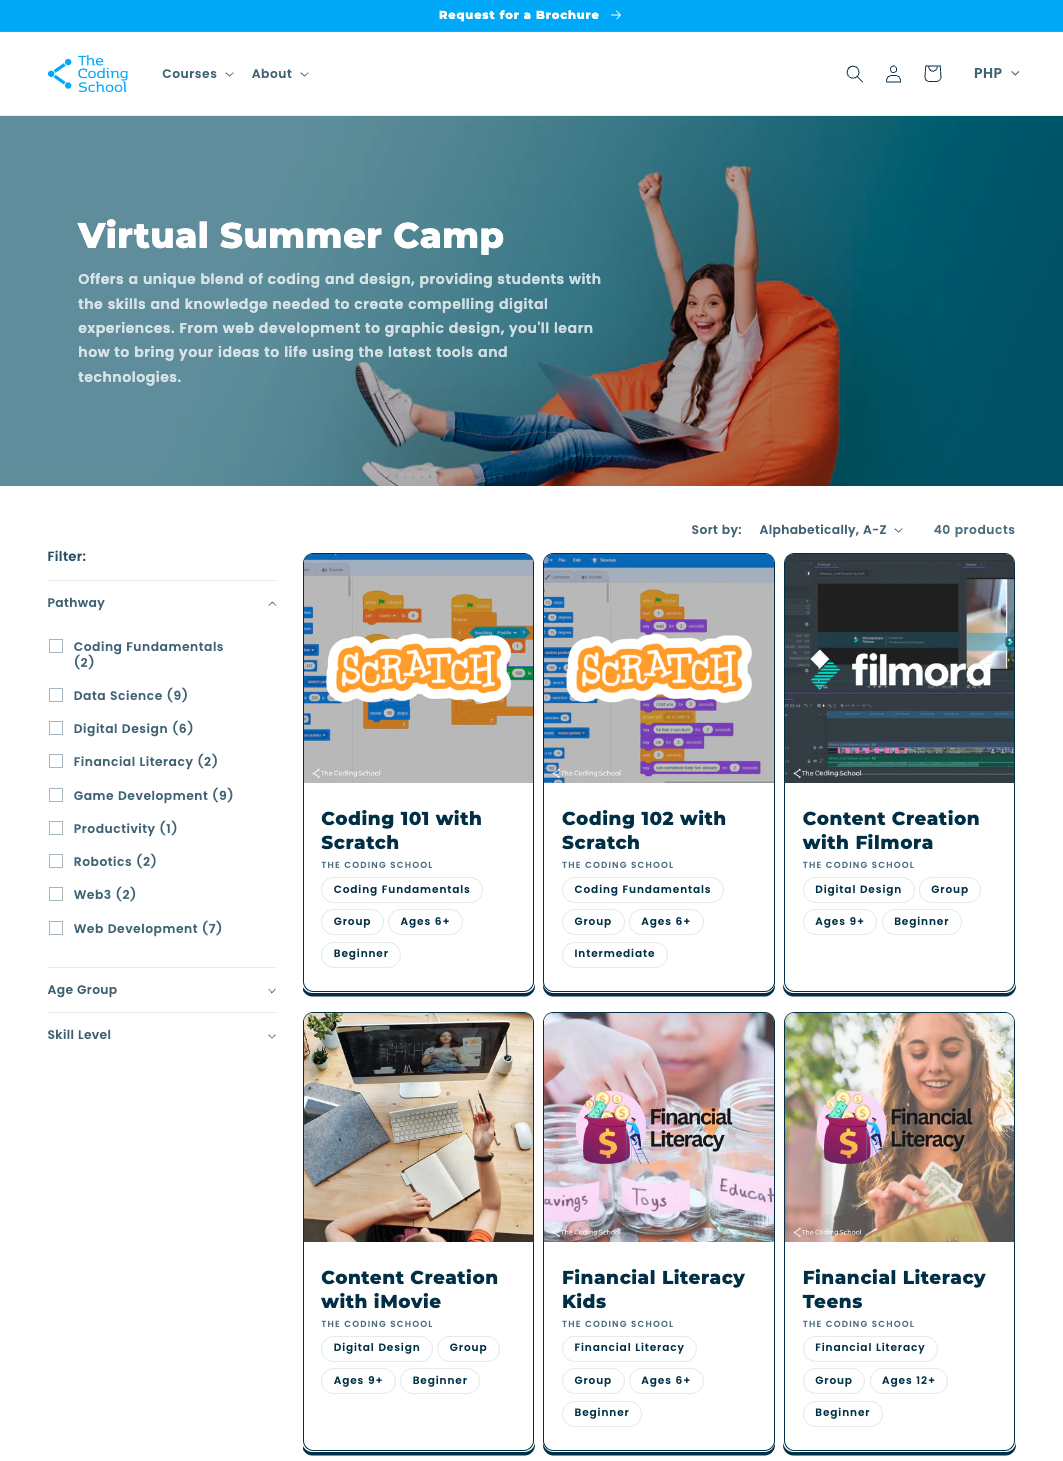 Request for a Brochure
The
Coding
School
Courses
About
PHP
Virtual Summer Camp
Offers a unique blend of coding and design, providing students with
the skills and knowledge needed to create compelling digital
experiences. From web development to graphic design, you'll learn
how to bring your ideas to life using the latest tools and
technologies.
Sort by: Alphabetically, A-Z
40 products
Filter:
Pathway
Coding Fundamentals
(2)
Data Science (9)
Digital Design (6)
Financial Literacy (2)
Game Development (9)
Productivity (1)
Robotics (2)
Web3 (2)
Web Development (7)
Age Group
Skill Level
SCRATCH
The Coding School
Coding 101 with
Scratch
THE CODING SCHOOL
Coding Fundamentals
Group
Ages 6+
Beginner
SCRATCH
The Coding School
Coding 102 with
Scratch
THE CODING SCHOOL
Coding Fundamentals
Group
Ages 6+
Intermediate
filmora
The Coding School
Content Creation
with Filmora
THE CODING SCHOOL
Digital Design
Group
Ages 9+
Beginner
Content Creation
with iMovie
THE CODING SCHOOL
Digital Design
Group
Ages 9+
Beginner
Financial
Literacy
Toys
The Coding School
Financial Literacy
Kids
THE CODING SCHOOL
Financial Literacy
Group
Ages 6+
Beginner
Financial
Literacy
The Coding School
Financial Literacy
Teens
THE CODING SCHOOL
Financial Literacy
Group
Ages 12+
Beginner